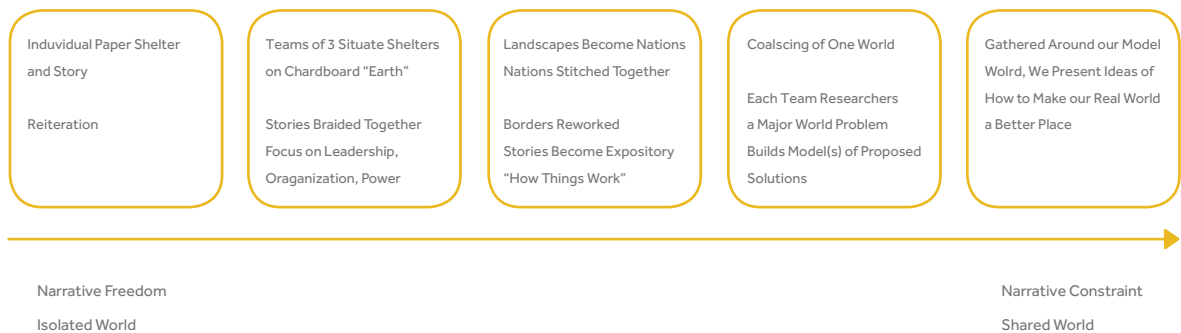 Induvidual Paper Shelter
and Story
Reiteration
Teams of 3 Situate Shelters
on Chardboard “Earth”
Stories Braided Together
Focus on Leadership,
Oraganization, Power
Landscapes Become Nations
Nations Stitched Together
Borders Reworked
Stories Become Expository
“How Things Work”
Coalscing of One World
Each Team Researchers
a Major World Problem
Builds Model(s) of Proposed
Solutions
Gathered Around our Model
Wolrd, We Present Ideas of
How to Make our Real World
a Better Place
Narrative Freedom
Isolated World
Narrative Constraint
Shared World